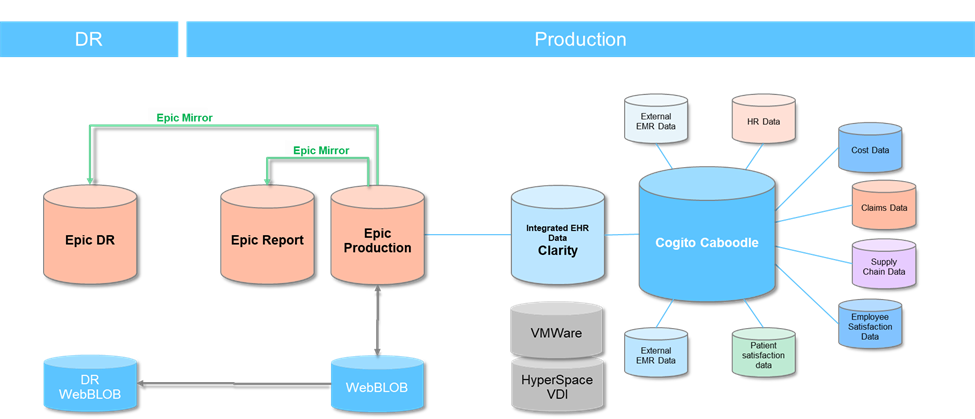 DR
Production
Epic Mirror
Epic Mirror
External
EMR Data
HR Data
Cost Data
Claims Data
Supply
Chain Data
Employee
Satisfaction
Data
Epic DR
Epic Report
Epic
Production
Integrated EHR
Data
Clarity
Cogito Caboodle
VMWare
HyperSpace
VDI
External
EMR Data
Patient
satisfaction
data
DR
WebBLOB
WebBLOB